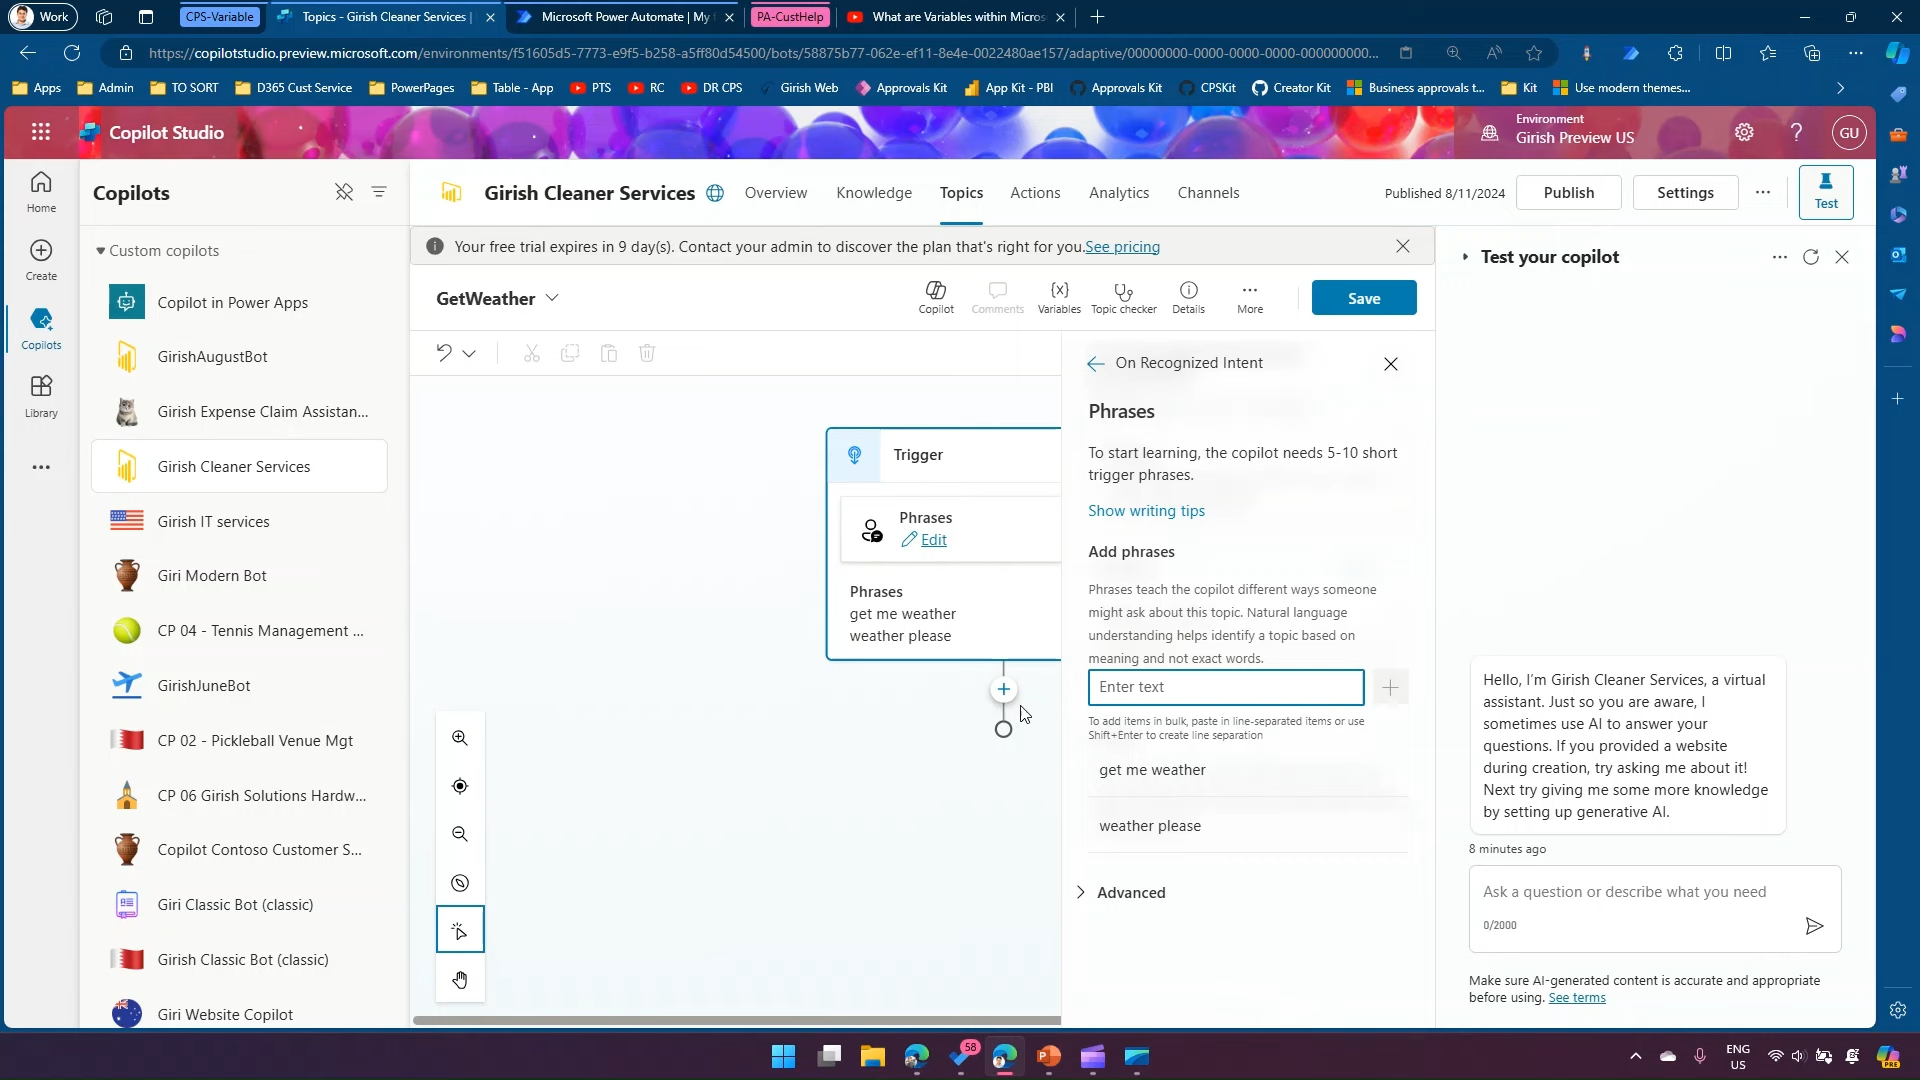 Work
CPS-Variable
Topics - Girish Cleaner Services |
Microsoft Power Automate | My f
PA-CustHelp
What are Variables within Micros
https://copilotstudio.preview.microsoft.com/environments/f51605d5-7773-e9f5-b258-a5ff80d54500/bots/58875b77-062e-ef11-8e4e-0022480ae157/adaptive/00000000-0000-0000-0000-000000000...
Apps
Admin
TO SORT
D365 Cust Service
PowerPages
Table - App
PTS
RC
DR CPS
Girish Web
Approvals Kit
App Kit - PBI
Approvals Kit
CPSKit
Creator Kit
Business approvals t...
Kit
Use modern themes...
Copilot Studio
Environment
Girish Preview US
GU
Home
Create
Copilots
Library
Copilots
Custom copilots
Copilot in Power Apps
GirishAugustBot
Girish Expense Claim Assistan...
Girish Cleaner Services
Girish IT services
Giri Modern Bot
CP 04 - Tennis Management ...
GirishJuneBot
CP 02 - Pickleball Venue Mgt
CP 06 Girish Solutions Hardw...
Copilot Contoso Customer S...
Giri Classic Bot (classic)
Girish Classic Bot (classic)
Giri Website Copilot
Girish Cleaner Services
Overview
Knowledge
Topics
Actions
Analytics
Channels
Published 8/11/2024
Publish
Settings
Test
Your free trial expires in 9 day(s). Contact your admin to discover the plan that's right for you.See pricing
GetWeather
Copilot
Comments
Variables
Topic checker
Details
More
Save
Trigger
Phrases
Edit
Phrases
get me weather
weather please
On Recognized Intent
Phrases
To start learning, the copilot needs 5-10 short
trigger phrases.
Show writing tips
Add phrases
Phrases teach the copilot different ways someone
might ask about this topic. Natural language
understanding helps identify a topic based on
meaning and not exact words.
Enter text
To add items in bulk, paste in line-separated items or use
Shift+Enter to create line separation
get me weather
weather please
Advanced
Test your copilot
Hello, I'm Girish Cleaner Services, a virtual
assistant. Just so you are aware, I
sometimes use AI to answer your
questions. If you provided a website
during creation, try asking me about it!
Next try giving me some more knowledge
by setting up generative AI.
8 minutes ago
Ask a question or describe what you need
0/2000
Make sure AI-generated content is accurate and appropriate
before using. See terms
58
ENG
US
PRE